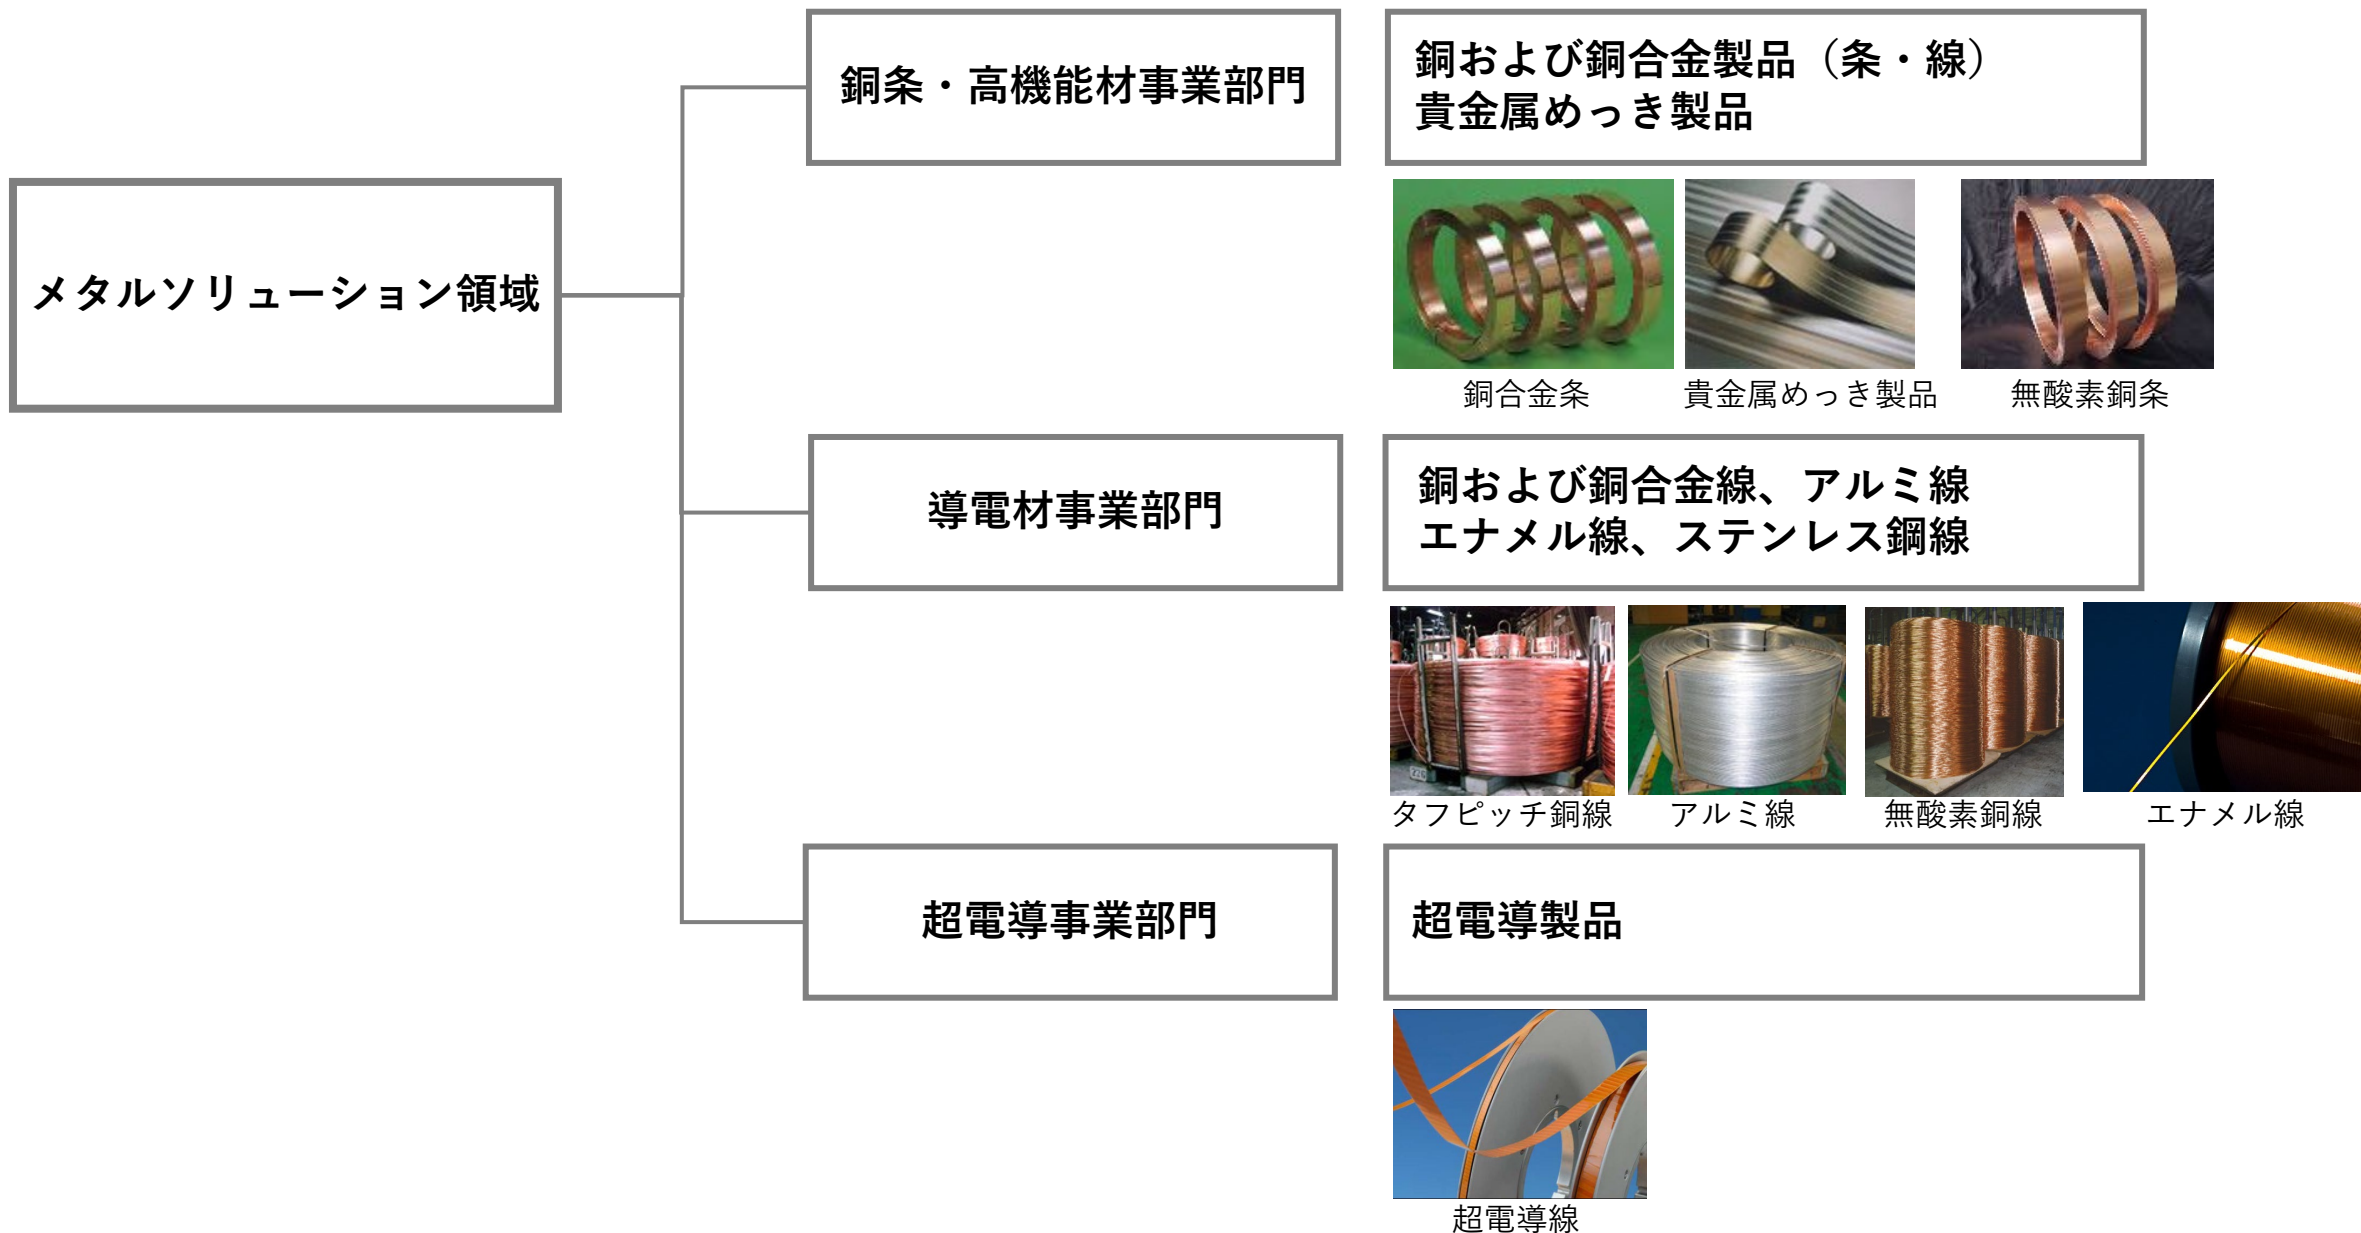 メタルソリューション領域
銅条・高機能材事業部門
銅および銅合金製品（条・線）
貴金属めっき製品
銅合金条
貴金属めっき製品
無酸素銅条
導電材事業部門
銅および銅合金線、アルミ線
エナメル線、ステンレス鋼線
タフピッチ銅線
アルミ線
無酸素銅線
エナメル線
超電導事業部門
超電導製品
超電導線